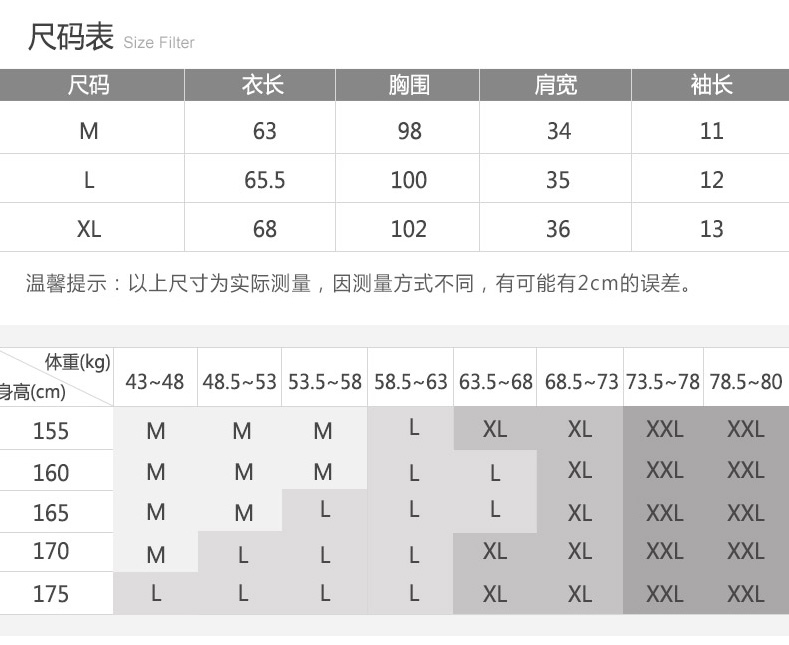 尺码表 Size Filter
尺码 衣长 胸围 肩宽 袖长
M 63 98 34 11
L 65.5 100 35 12
XL 68 102 36 13
温馨提示：以上尺寸为实际测量，因测量方式不同，有可能有2cm的误差。
体重(kg)
身高(cm)
43~48 48.5~53 53.5~58 58.5~63 63.5~68 68.5~73 73.5~78 78.5~80
155 M M M L XL XL XXL XXL
160 M M M L L XL XXL XXL
165 M M L L L XL XXL XXL
170 M L L L XL XL XXL XXL
175 L L L L XL XL XXL XXL